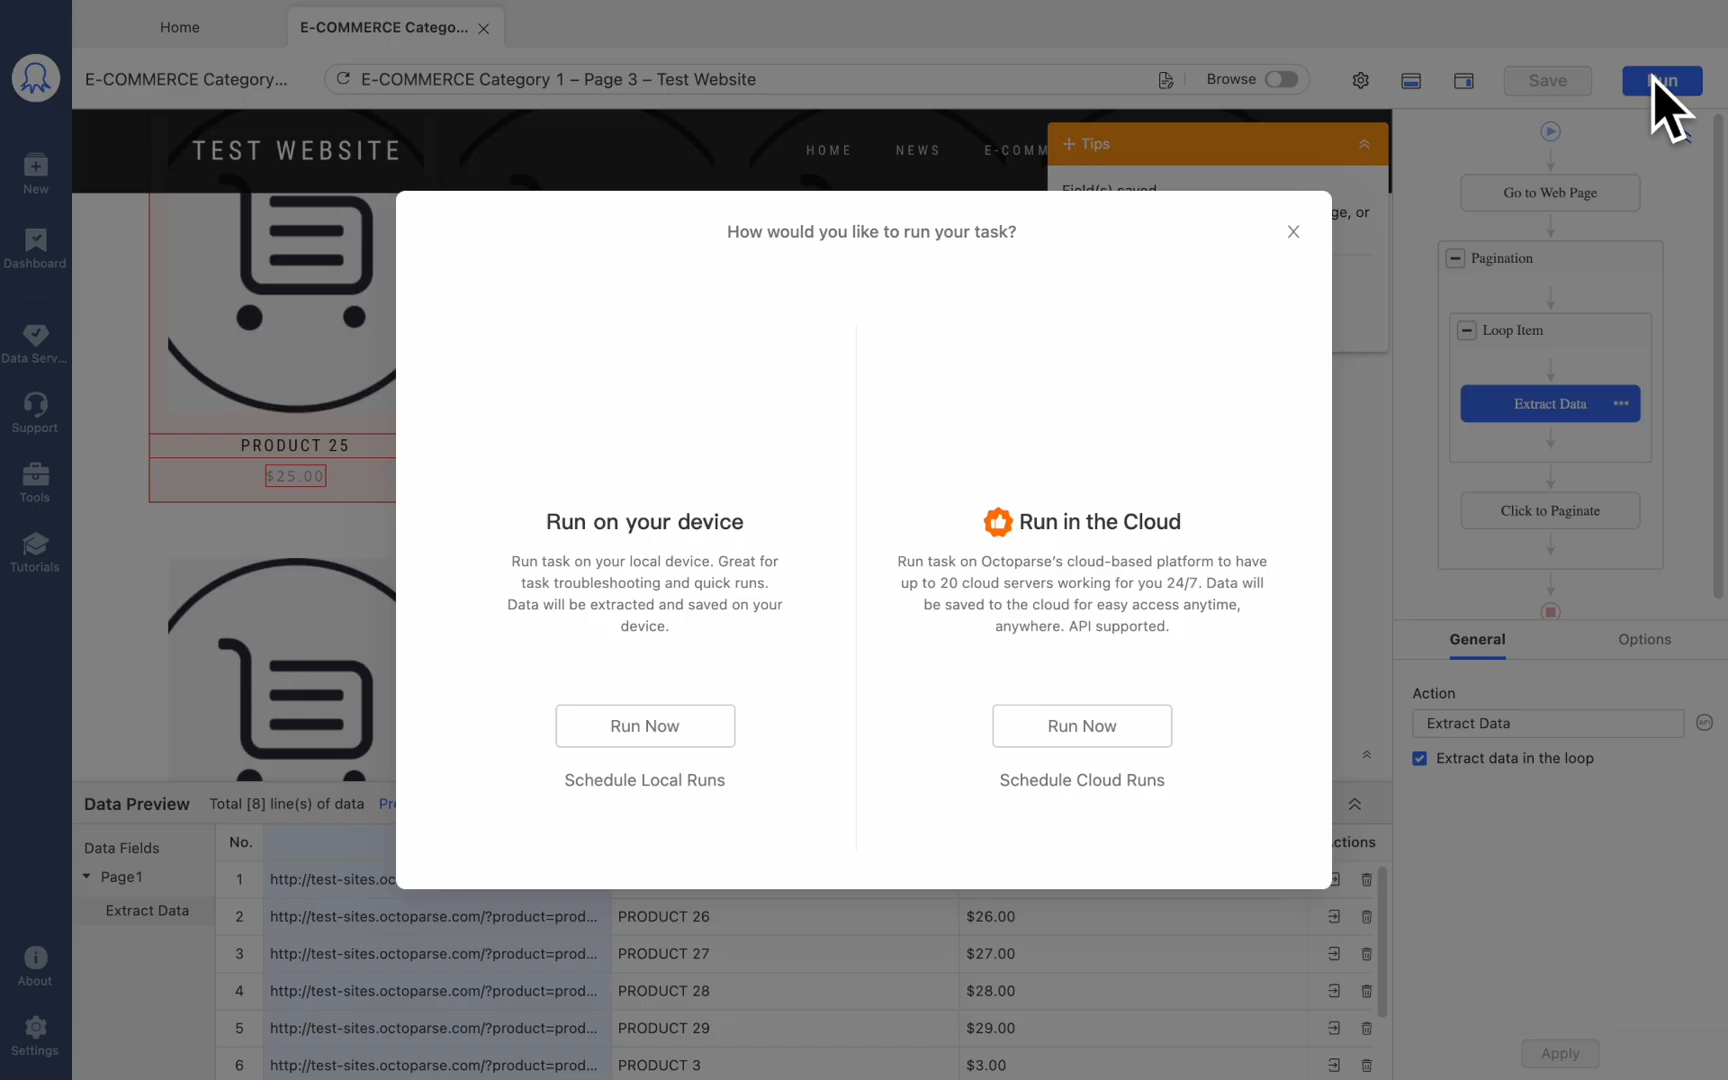 Home
E-COMMERCE Catego...
E-COMMERCE Category...
E-COMMERCE Category 1 – Page 3 – Test Website
Browse
Save
TEST WEBSITE
HOME
NEWS
E-COMM
Tips
Field(s) saved
ge, or
New
Dashboard
Data Serv...
Support
Tools
Tutorials
About
Settings
PRODUCT 25
$25.00
How would you like to run your task?
Run on your device
Run task on your local device. Great for
task troubleshooting and quick runs.
Data will be extracted and saved on your
device.
Run Now
Schedule Local Runs
Run in the Cloud
Run task on Octoparse's cloud-based platform to have
up to 20 cloud servers working for you 24/7. Data will
be saved to the cloud for easy access anytime,
anywhere. API supported.
Run Now
Schedule Cloud Runs
Go to Web Page
Pagination
Loop Item
Extract Data
Click to Paginate
General
Options
Action
Extract Data
API
Extract data in the loop
Apply
Data Preview
Total [8] line(s) of data
Pre
Data Fields
Page1
Extract Data
No.
ctions
1 http://test-sites.oc
2 http://test-sites.octoparse.com/?product=prod... PRODUCT 26 $26.00
3 http://test-sites.octoparse.com/?product=prod... PRODUCT 27 $27.00
4 http://test-sites.octoparse.com/?product=prod... PRODUCT 28 $28.00
5 http://test-sites.octoparse.com/?product=prod... PRODUCT 29 $29.00
6 http://test-sites.octoparse.com/?product=prod... PRODUCT 3 $3.00